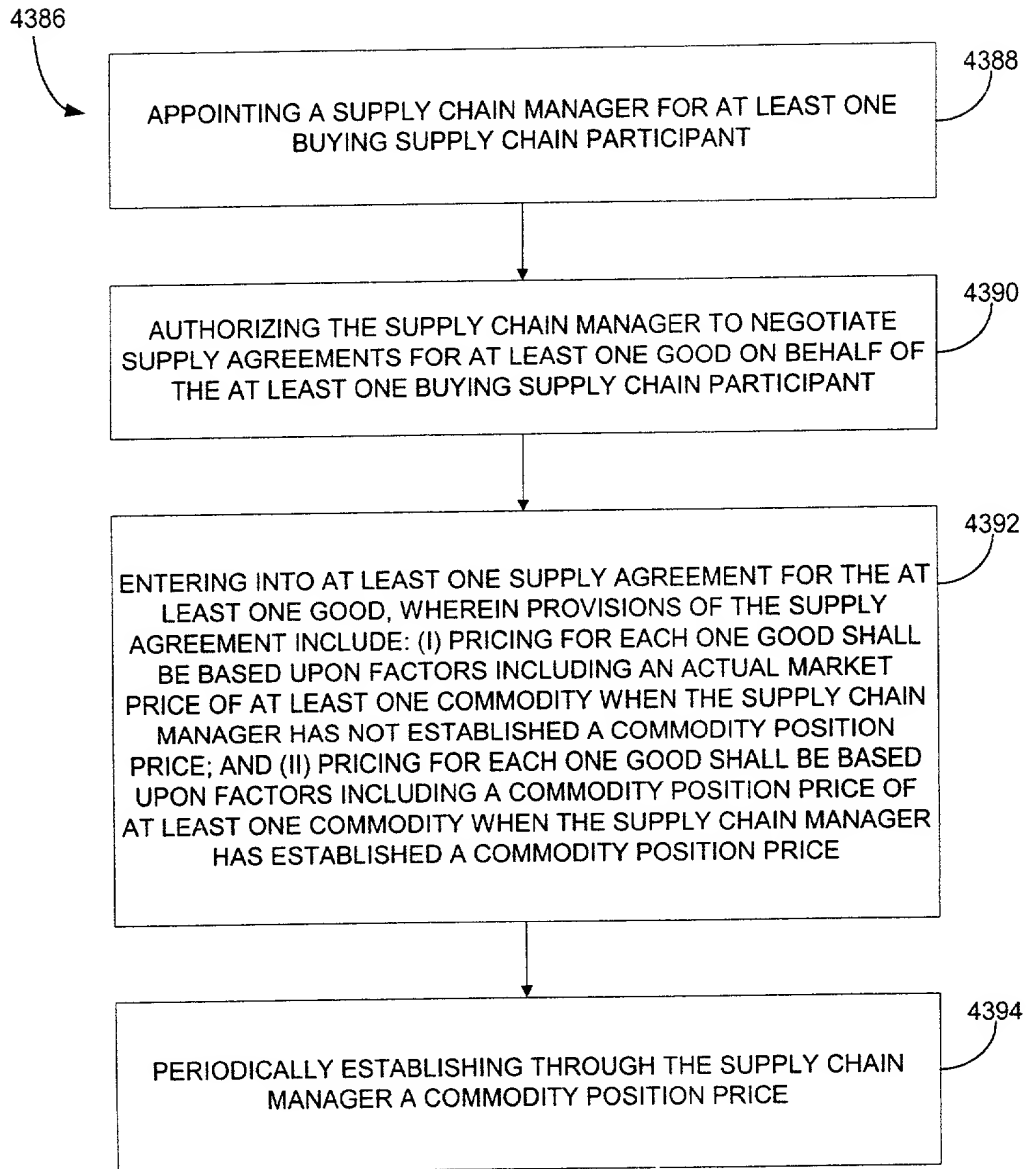 4386
4388
APPOINTING A SUPPLY CHAIN MANAGER FOR AT LEAST ONE
BUYING SUPPLY CHAIN PARTICIPANT
4390
AUTHORIZING THE SUPPLY CHAIN MANAGER TO NEGOTIATE
SUPPLY AGREEMENTS FOR AT LEAST ONE GOOD ON BEHALF OF
THE AT LEAST ONE BUYING SUPPLY CHAIN PARTICIPANT
4392
ENTERING INTO AT LEAST ONE SUPPLY AGREEMENT FOR THE AT
LEAST ONE GOOD, WHEREIN PROVISIONS OF THE SUPPLY
AGREEMENT INCLUDE: (I) PRICING FOR EACH ONE GOOD SHALL
BE BASED UPON FACTORS INCLUDING AN ACTUAL MARKET
PRICE OF AT LEAST ONE COMMODITY WHEN THE SUPPLY CHAIN
MANAGER HAS NOT ESTABLISHED A COMMODITY POSITION
PRICE; AND (II) PRICING FOR EACH ONE GOOD SHALL BE BASED
UPON FACTORS INCLUDING A COMMODITY POSITION PRICE OF
AT LEAST ONE COMMODITY WHEN THE SUPPLY CHAIN MANAGER
HAS ESTABLISHED A COMMODITY POSITION PRICE
4394
PERIODICALLY ESTABLISHING THROUGH THE SUPPLY CHAIN
MANAGER A COMMODITY POSITION PRICE